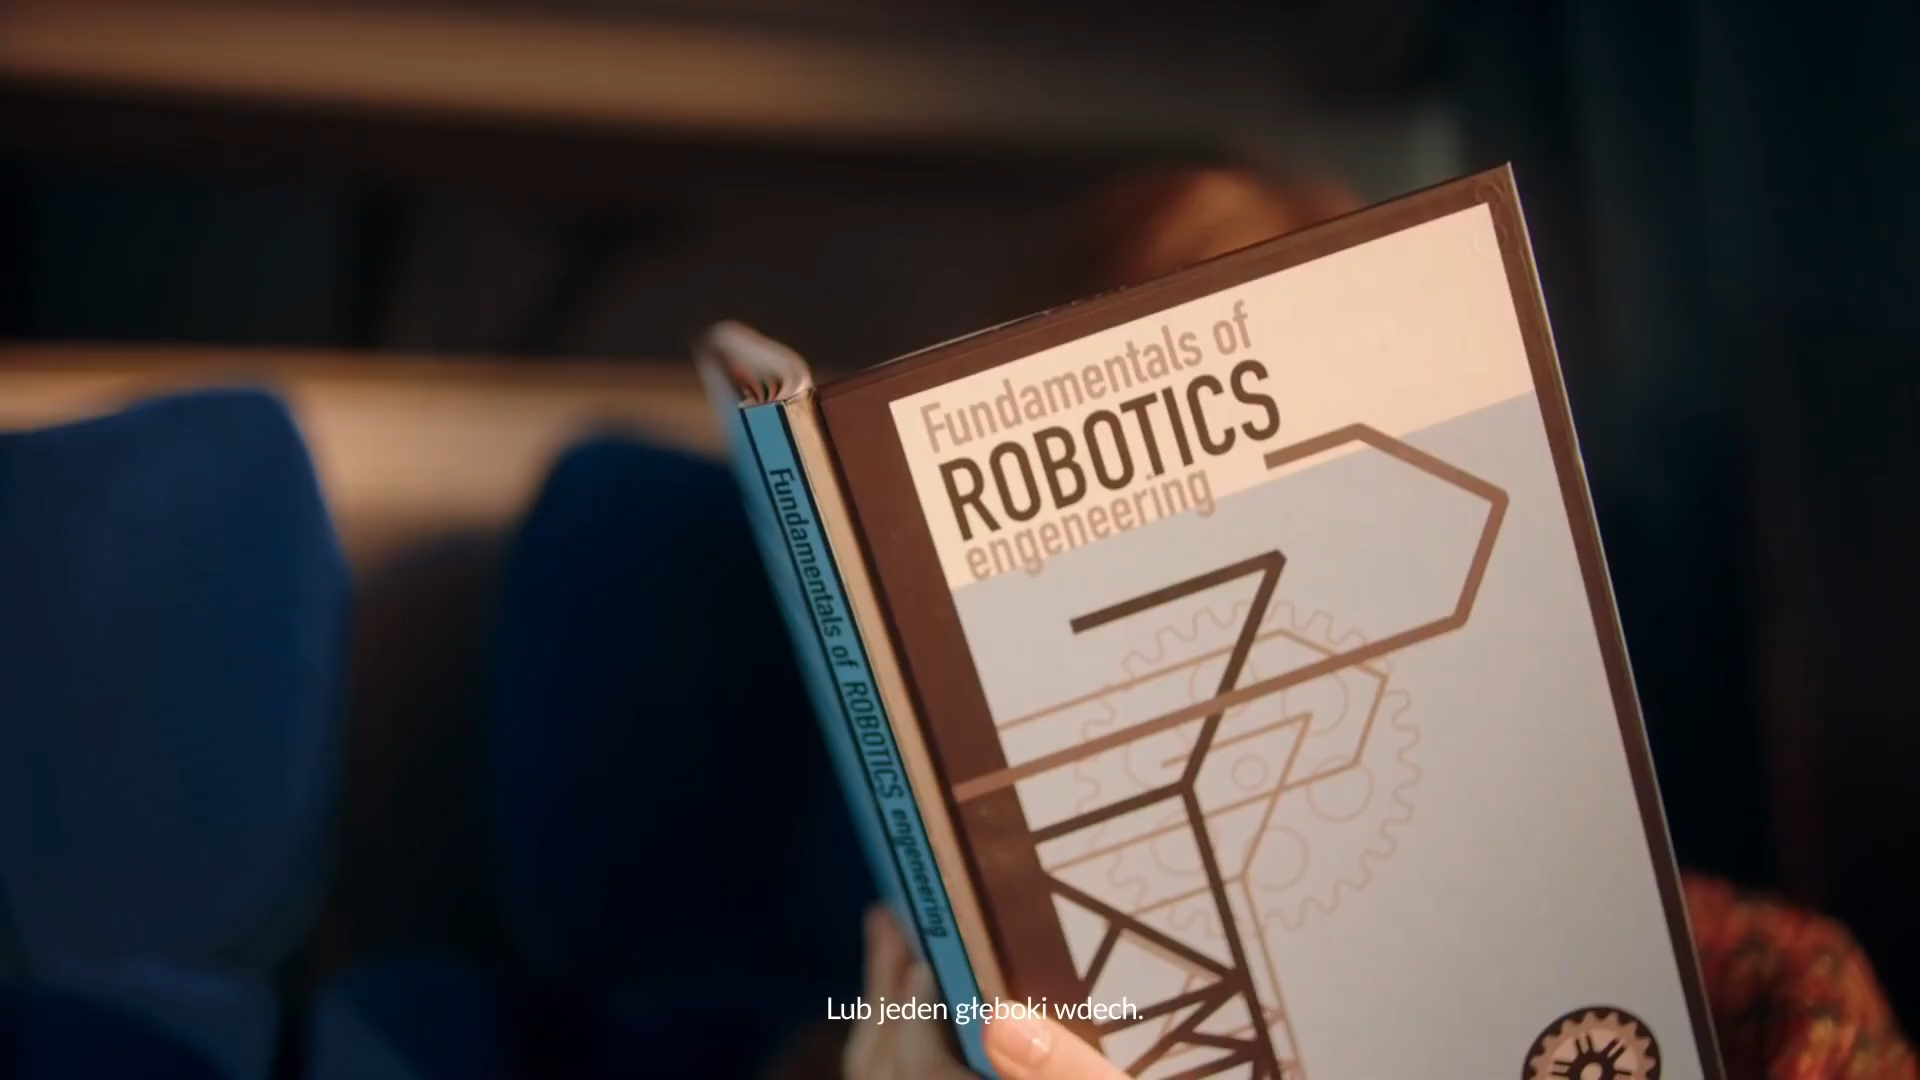 Fundamentals of
ROBOTICS
engeneering
Fundamentals of ROBOTICS engeneering
Lub jeden głęboki wdech.